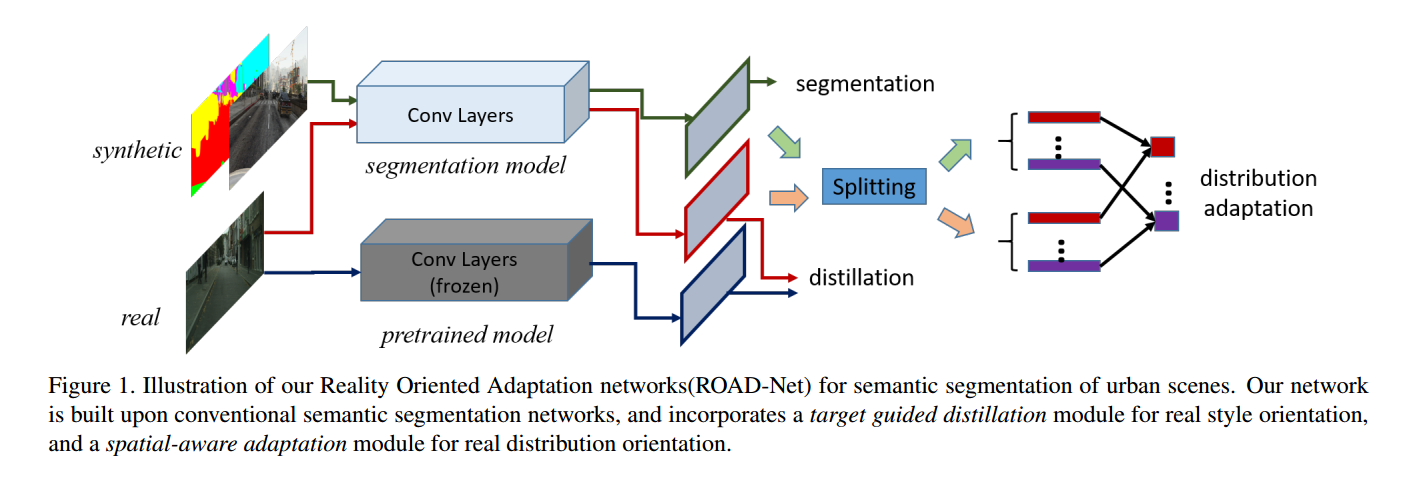 synthetic
Conv Layers
segmentation model
segmentation
Splitting
distribution
adaptation
real
Conv Layers
(frozen)
pretrained model
distillation
Figure 1. Illustration of our Reality Oriented Adaptation networks(ROAD-Net) for semantic segmentation of urban scenes. Our network
is built upon conventional semantic segmentation networks, and incorporates a target guided distillation module for real style orientation,
and a spatial-aware adaptation module for real distribution orientation.